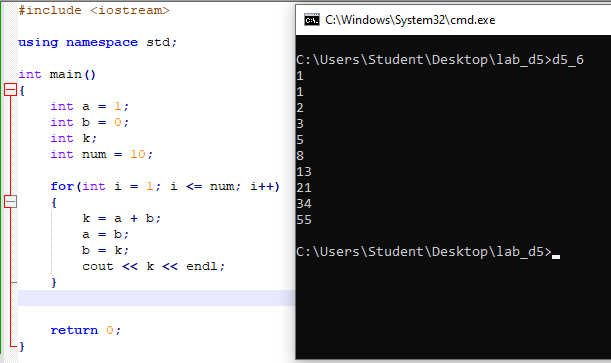 #include <iostream>
using namespace std;
int main()
{
int a = 1;
int b = 0;
int k;
int num = 10;
for(int i = 1; i <= num; i++)
{
k = a + b;
a = b;
b = k;
cout << k << endl;
}
return 0;
}
C:\Windows\System32\cmd.exe
C:\Users\Student\Desktop\lab_d5>d5_6
1
1
2
3
5
8
13
21
34
55
C:\Users\Student\Desktop\lab_d5>